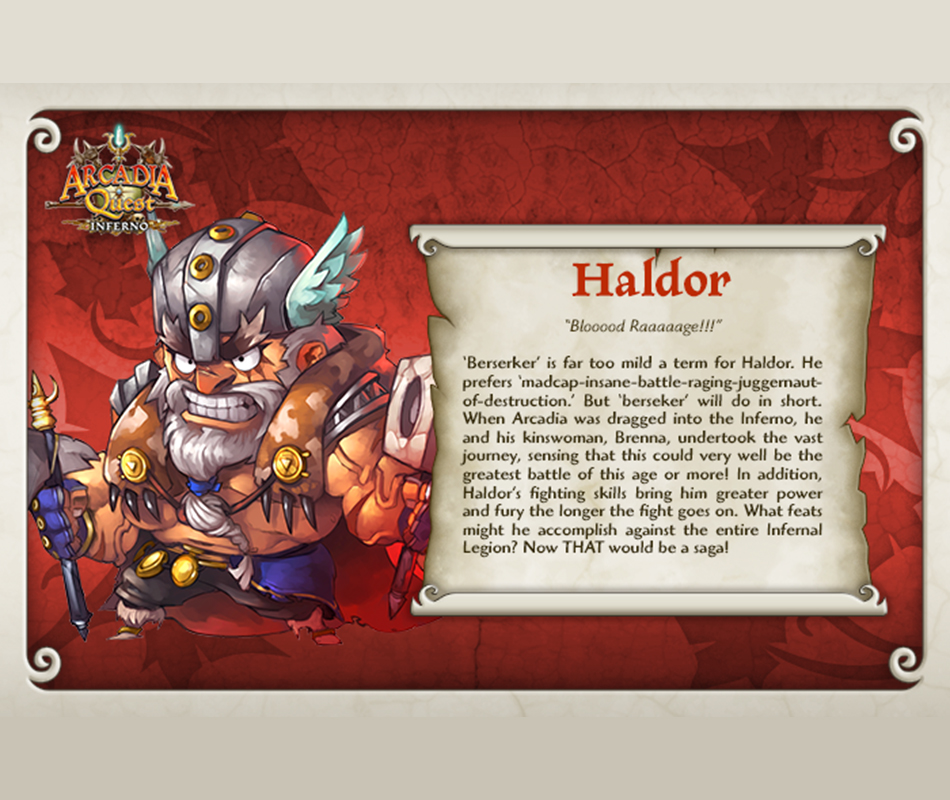 ARCADIA
Quest
INFERNO
Haldor
“Blooood Raaaaage!!!”
‘Berserker’ is far too mild a term for Haldor. He
prefers ‘madcap-insane-battle-raging-juggernaut-
of-destruction.’ But ‘berseker’ will do in short.
When Arcadia was dragged into the Inferno, he
and his kinswoman, Brenna, undertook the vast
journey, sensing that this could very well be the
greatest battle of this age or more! In addition,
Haldor’s fighting skills bring him greater power
and fury the longer the fight goes on. What feats
might he accomplish against the entire Infernal
Legion? Now THAT would be a saga!